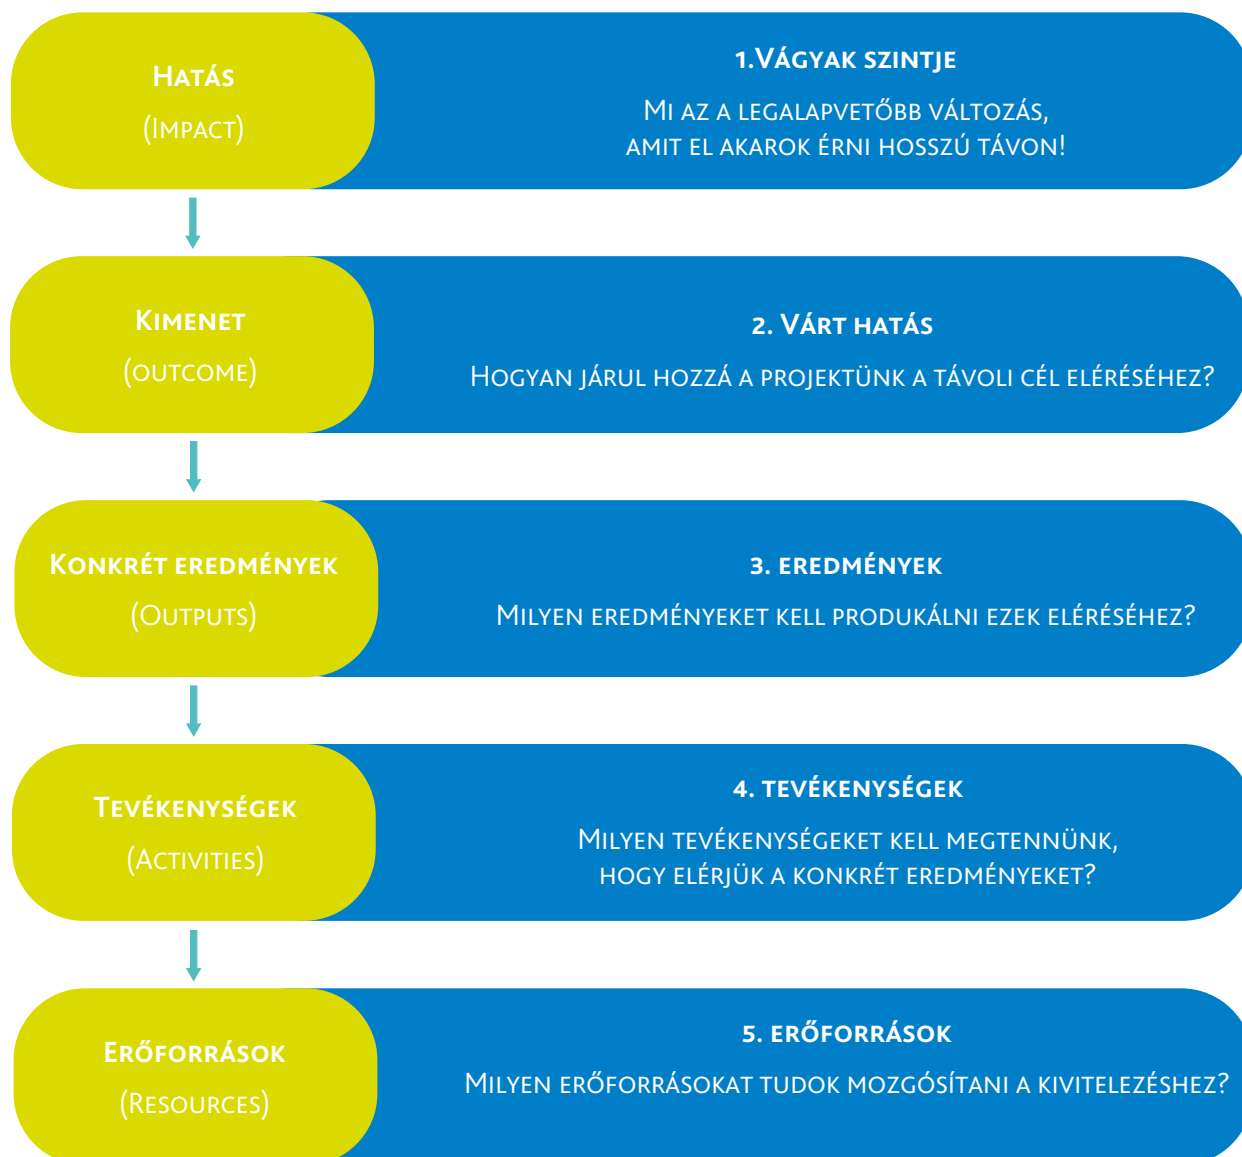 Hatás
(Impact)
1.Vágyak szintje
Mi az a legalapvetőbb változás,
amit el akarok érni hosszú távon!
Kimenet
(outcome)
2. Várt hatás
Hogyan járul hozzá a projektünk a távoli cél eléréséhez?
Konkrét eredmények
(Outputs)
3. eredmények
Milyen eredményeket kell produkálni ezek eléréséhez?
Tevékenységek
(Activities)
4. tevékenységek
Milyen tevékenységeket kell megtennünk,
hogy elérjük a konkrét eredményeket?
Erőforrások
(Resources)
5. erőforrások
Milyen erőforrásokat tudok mozgósítani a kivitelezéshez?